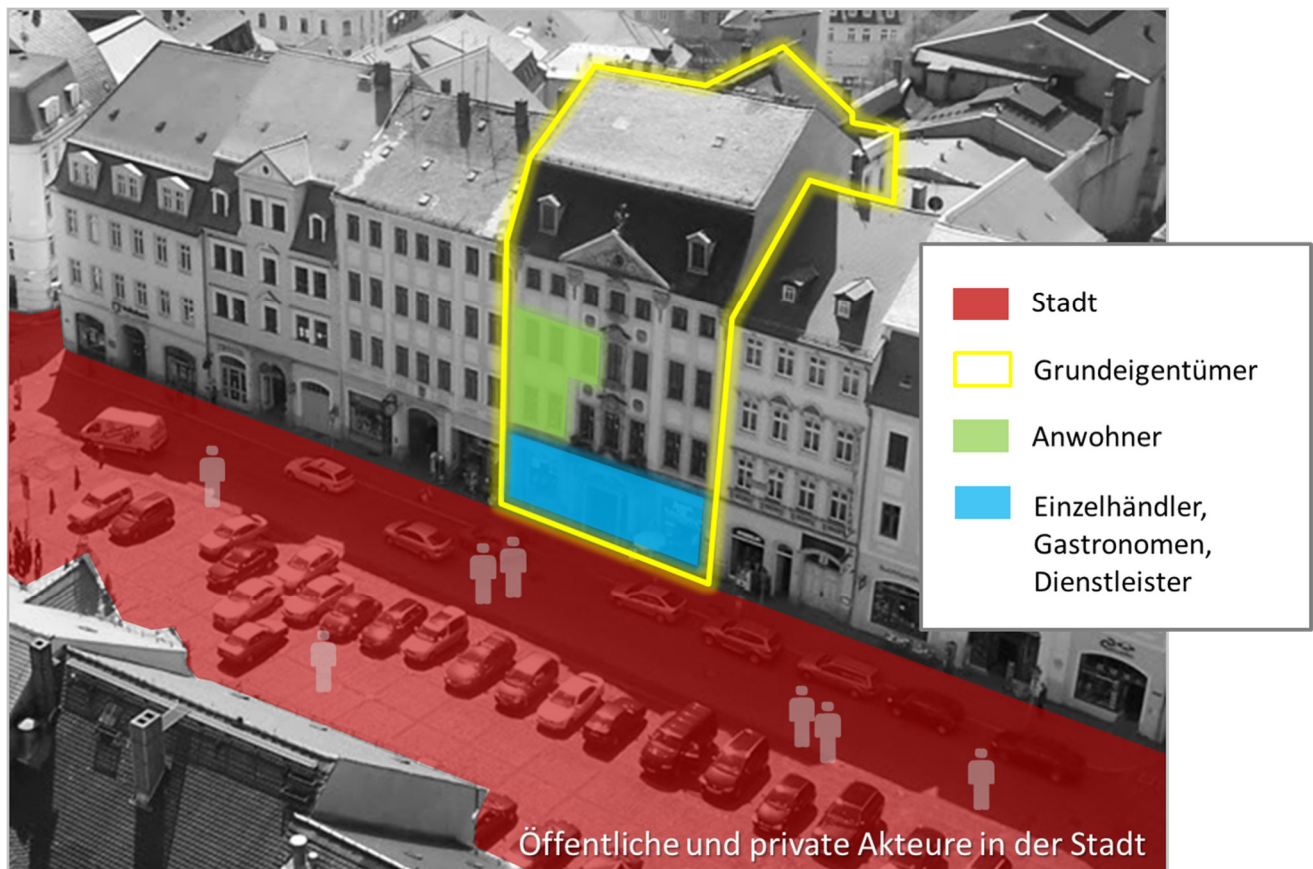 Stadt
Grundeigentümer
Anwohner
Einzelhändler,
Gastronomen,
Dienstleister
Öffentliche und private Akteure in der Stadt